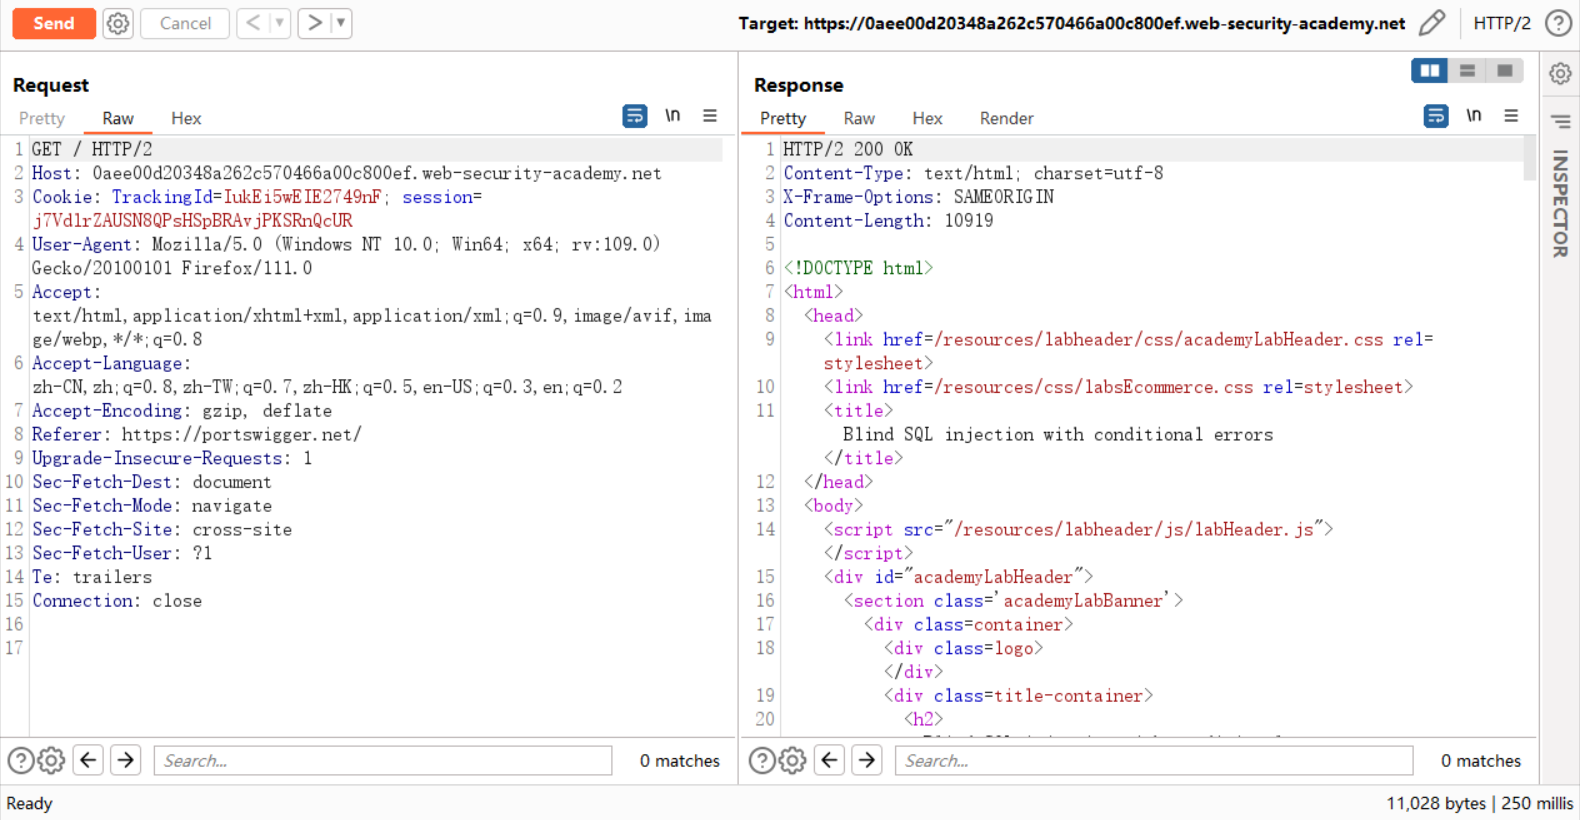 Send
Cancel
<
>
Target: https://0aee00d20348a262c570466a00c800ef.web-security-academy.net
HTTP/2
?
Request
Pretty Raw Hex
\n
1 GET / HTTP/2
2 Host: 0aee00d20348a262c570466a00c800ef.web-security-academy.net
3 Cookie: TrackingId=IukEi5wEIE2749nF; session=
j7VdlrZAUSN8QPsHSpBRAvjPKSRnQcUR
4 User-Agent: Mozilla/5.0 (Windows NT 10.0; Win64; x64; rv:109.0)
Gecko/20100101 Firefox/111.0
5 Accept:
text/html,application/xhtml+xml,application/xml;q=0.9,image/avif,ima
ge/webp,*/*;q=0.8
6 Accept-Language:
zh-CN,zh;q=0.8,zh-TW;q=0.7,zh-HK;q=0.5,en-US;q=0.3,en;q=0.2
7 Accept-Encoding: gzip, deflate
8 Referer: https://portswigger.net/
9 Upgrade-Insecure-Requests: 1
10 Sec-Fetch-Dest: document
11 Sec-Fetch-Mode: navigate
12 Sec-Fetch-Site: cross-site
13 Sec-Fetch-User: ?1
14 Te: trailers
15 Connection: close
16
17
? Search... 0 matches
Response
Pretty Raw Hex Render
\n
1 HTTP/2 200 OK
2 Content-Type: text/html; charset=utf-8
3 X-Frame-Options: SAMEORIGIN
4 Content-Length: 10919
5
6 <!DOCTYPE html>
7 <html>
8 <head>
9 <link href=/resources/labheader/css/academyLabHeader.css rel=
stylesheet>
10 <link href=/resources/css/labsEcommerce.css rel=stylesheet>
11 <title>
Blind SQL injection with conditional errors
</title>
12 </head>
13 <body>
14 <script src="/resources/labheader/js/labHeader.js">
</script>
15 <div id="academyLabHeader">
16 <section class='academyLabBanner'>
17 <div class=container>
18 <div class=logo>
</div>
19 <div class=title-container>
20 <h2>
? Search... 0 matches
INSPECTOR
Ready
11,028 bytes | 250 millis